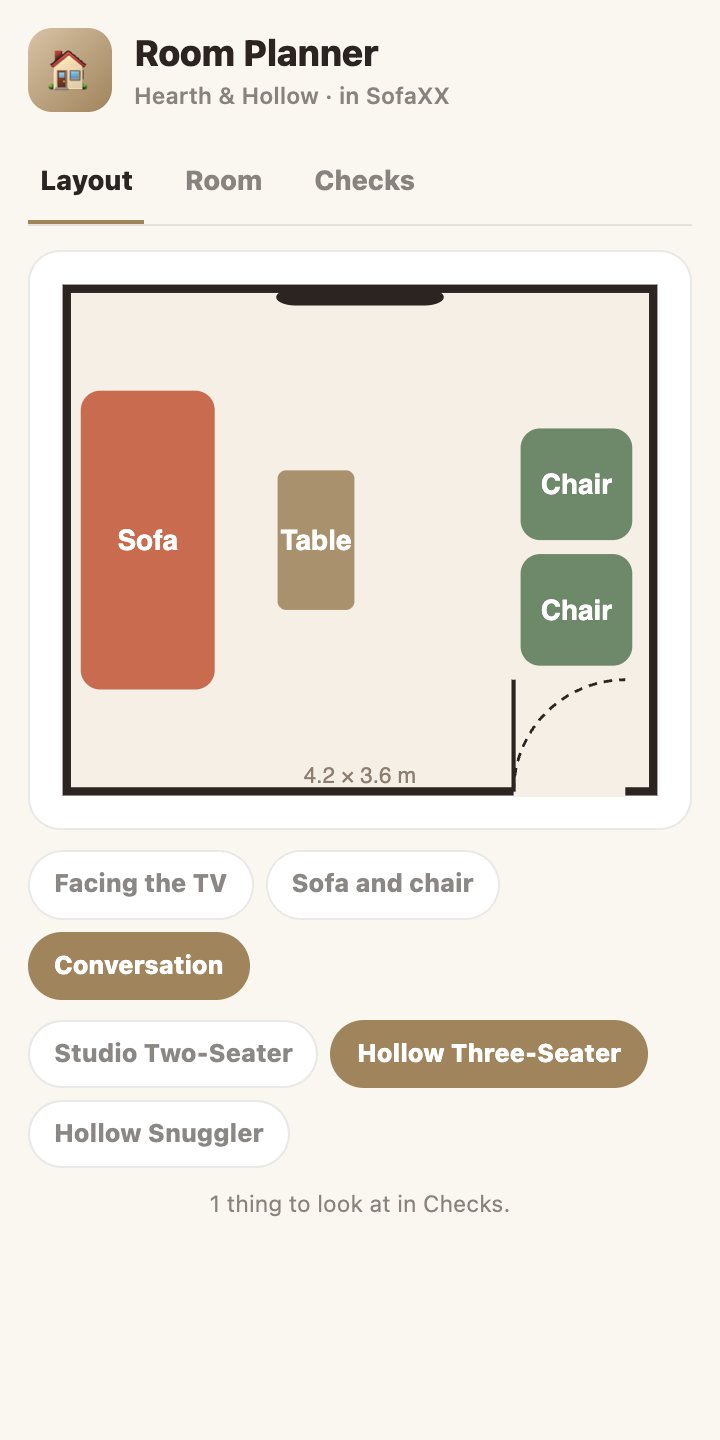 Room Planner
Hearth & Hollow · in SofaXX
Layout Room Checks
Chair
Sofa Table
Chair
4.2 × 3.6 m
Facing the TV Sofa and chair
Conversation
Studio Two-Seater Hollow Three-Seater
Hollow Snuggler
1 thing to look at in Checks.